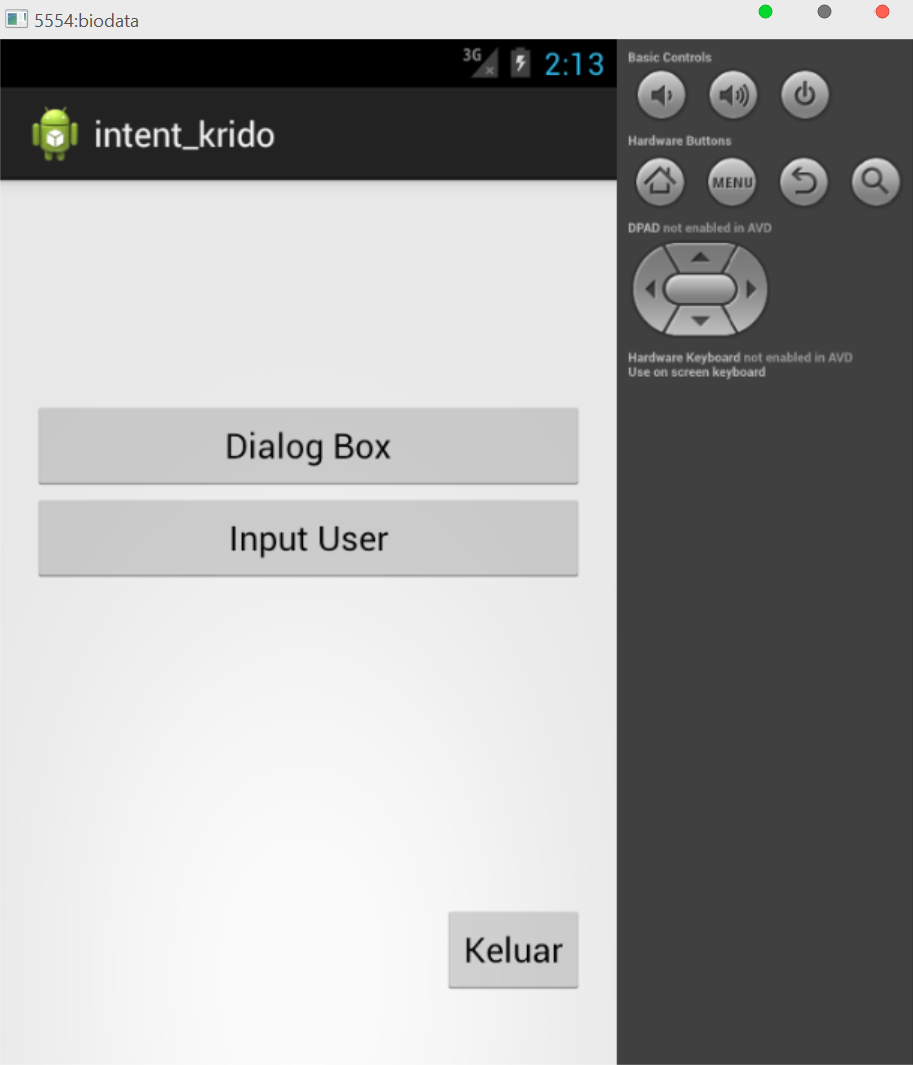 5554:biodata
3G 2:13
intent_krido
Dialog Box
Input User
Keluar
Basic Controls
Hardware Buttons
MENU
DPAD not enabled in AVD
Hardware Keyboard not enabled in AVD
Use on screen keyboard